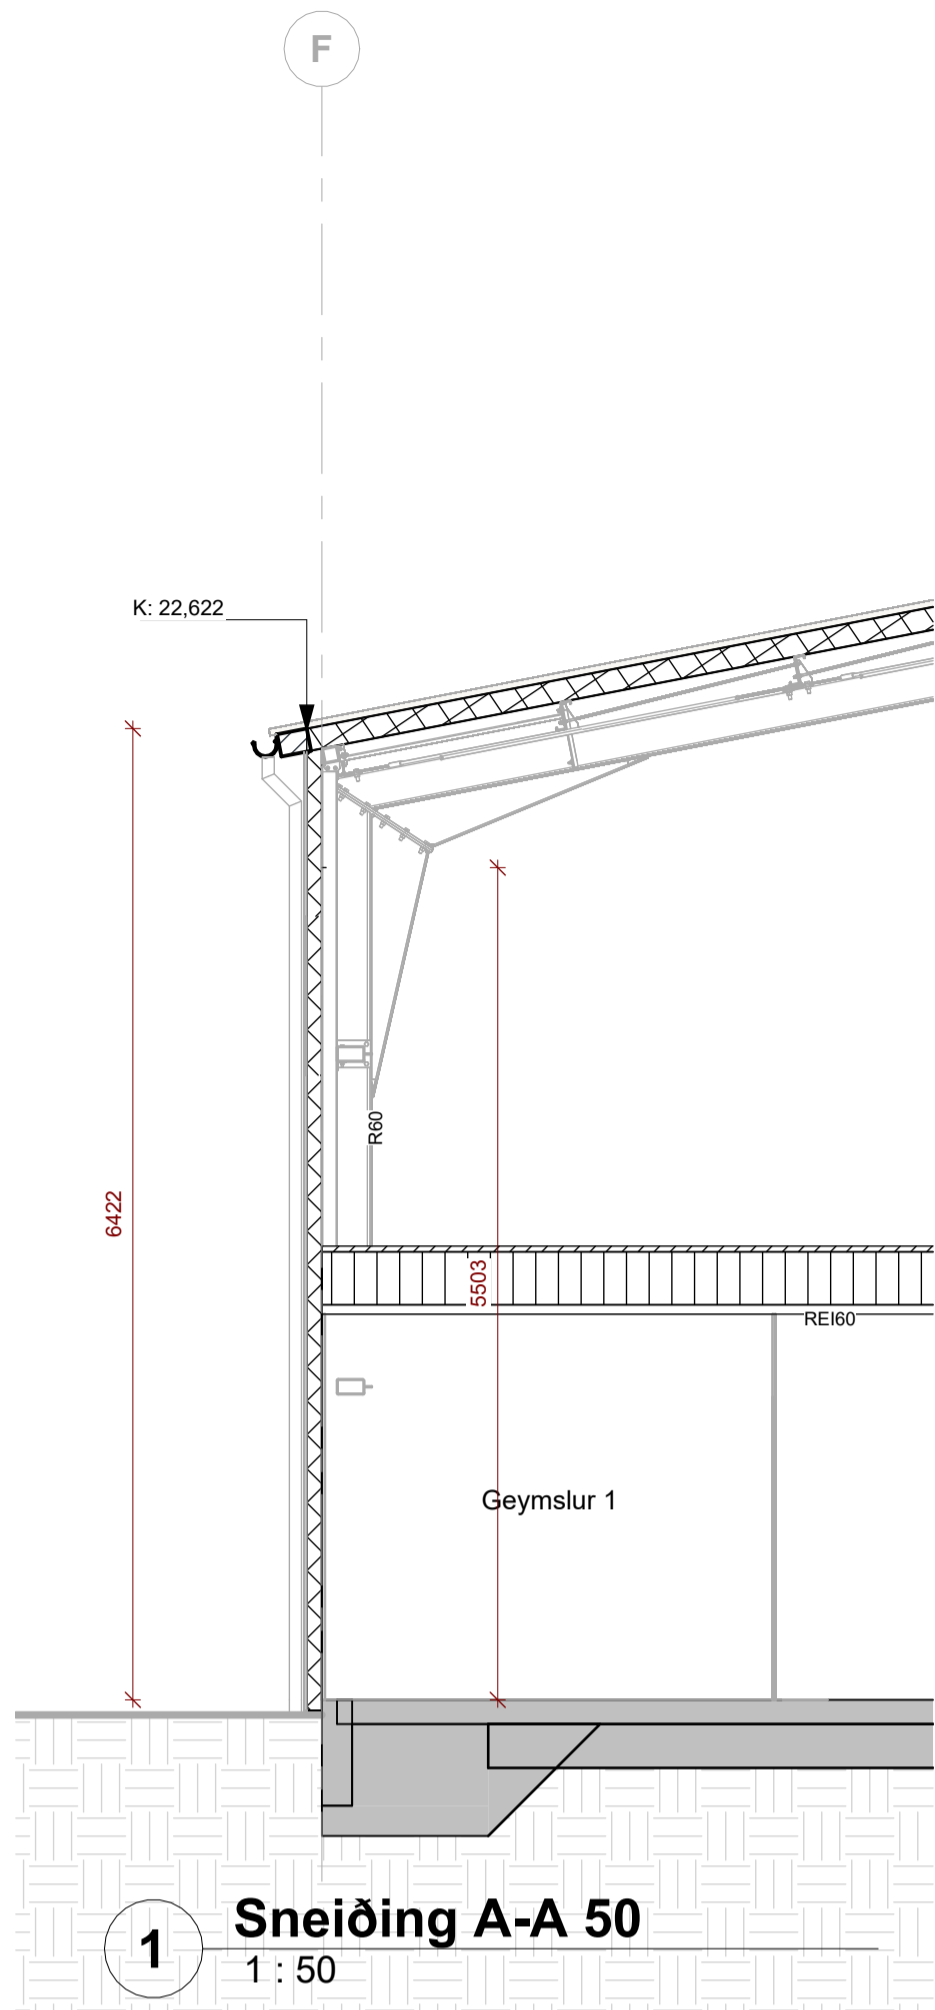 F
K: 22,622
R60
6422
5503
REI60
Geymslur 1
1
Sneiðing A-A 50
1 : 50